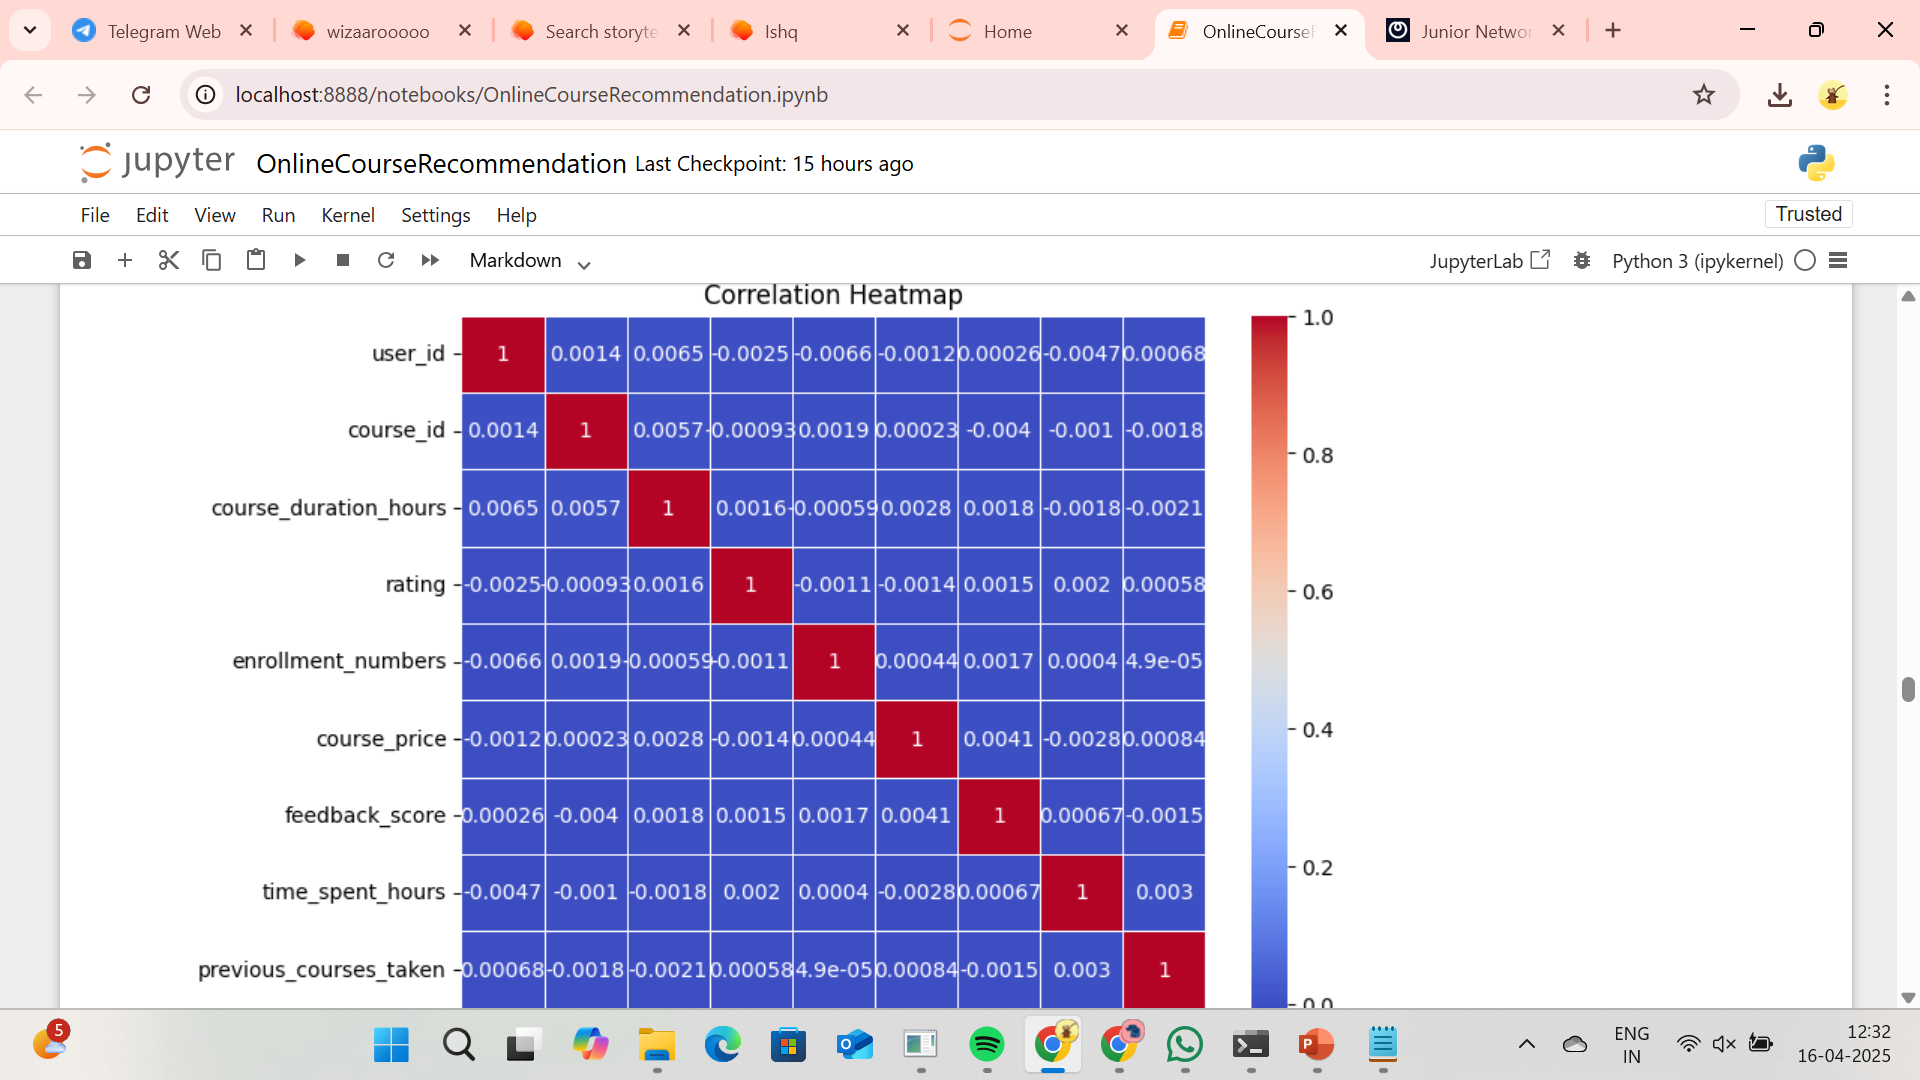 Telegram Web
wizaarooooo
Search storyte
Ishq
Home
OnlineCourseF
Junior Networ
localhost:8888/notebooks/OnlineCourseRecommendation.ipynb
jupyter OnlineCourseRecommendation Last Checkpoint: 15 hours ago
File Edit View Run Kernel Settings Help Trusted
Markdown JupyterLab Python 3 (ipykernel)
Correlation Heatmap
user_id 1 0.0014 0.0065 -0.0025 -0.0066 -0.0012 0.00026 -0.0047 0.00068
course_id 0.0014 1 0.0057 -0.00093 0.0019 0.00023 -0.004 -0.001 -0.0018
course_duration_hours 0.0065 0.0057 1 0.0016 -0.00059 0.0028 0.0018 -0.0018 -0.0021
rating -0.0025 -0.00093 0.0016 1 -0.0011 -0.0014 0.0015 0.002 0.00058
enrollment_numbers -0.0066 0.0019 -0.00059 -0.0011 1 0.00044 0.0017 0.0004 4.9e-05
course_price -0.0012 0.00023 0.0028 -0.0014 0.00044 1 0.0041 -0.0028 0.00084
feedback_score 0.00026 -0.004 0.0018 0.0015 0.0017 0.0041 1 0.00067 -0.0015
time_spent_hours -0.0047 -0.001 -0.0018 0.002 0.0004 -0.0028 0.00067 1 0.003
previous_courses_taken 0.00068 -0.0018 -0.0021 0.00058 4.9e-05 0.00084 -0.0015 0.003 1
1.0
0.8
0.6
0.4
0.2
0.0
5
ENG
IN
12:32
16-04-2025